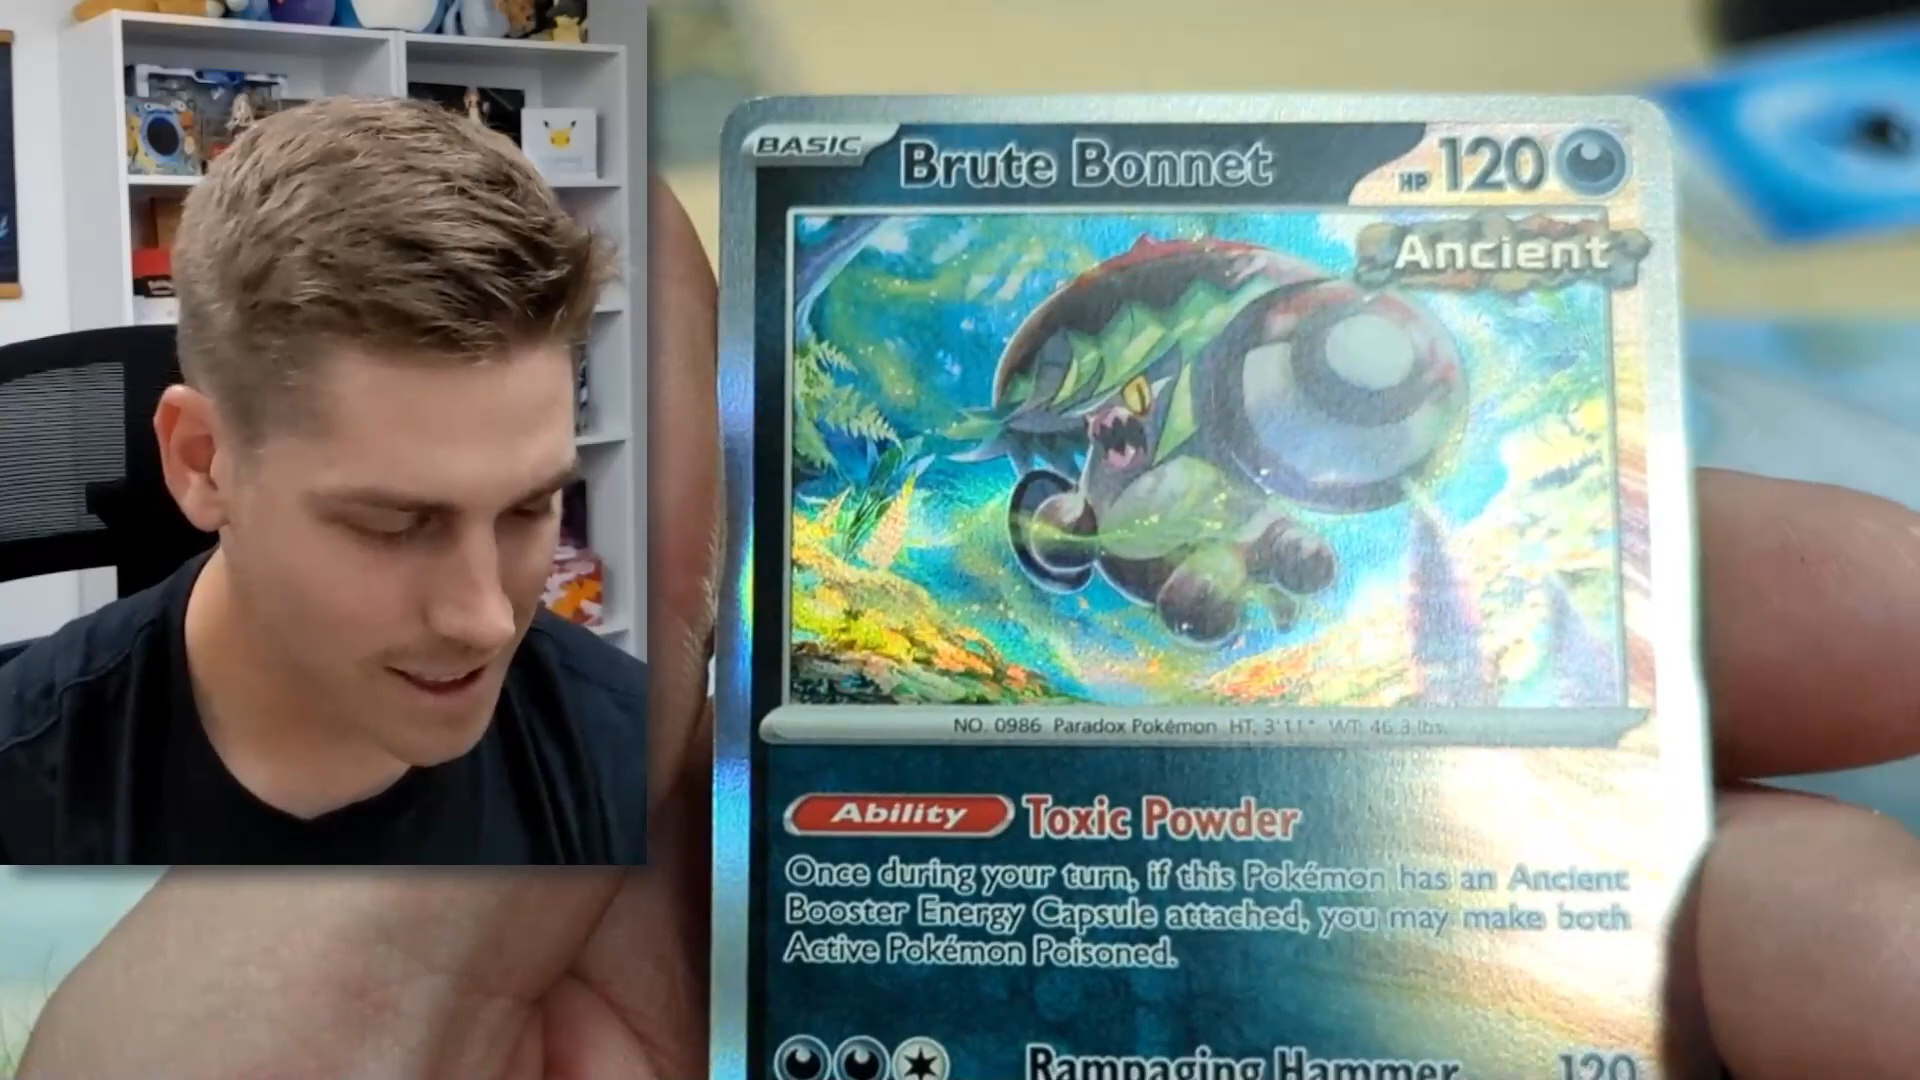 BASIC Brute Bonnet HP 120
Ancient
NO. 0986 Paradox Pokémon HT. 3'11" WT. 46.3 lbs.
Ability Toxic Powder
Once during your turn, if this Pokémon has an Ancient
Booster Energy Capsule attached, you may make both
Active Pokémon Poisoned.
Rampaging Hammer 120